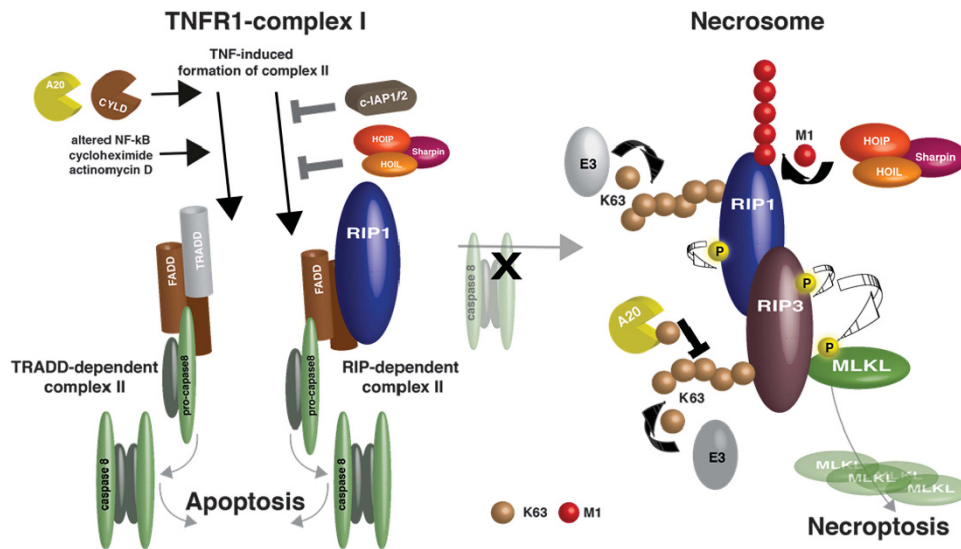 TNFR1-complex I
Necrosome
TNF-induced
formation of complex II
A20
CYLD
c-IAP1/2
altered NF-kB
cycloheximide
actinomycin D
HOIP
HOIL
Sharpin
FADD
TRADD
FADD
RIP1
TRADD-dependent
complex II
pro-capase8
pro-capase8
RIP-dependent
complex II
caspase 8
caspase 8
Apoptosis
caspase 8
X
E3
K63
M1
HOIP
HOIL
Sharpin
RIP1
P
P
RIP3
A20
P
MLKL
K63
E3
MLKL
MLKL
MLKL
MLKL
Necroptosis
K63
M1